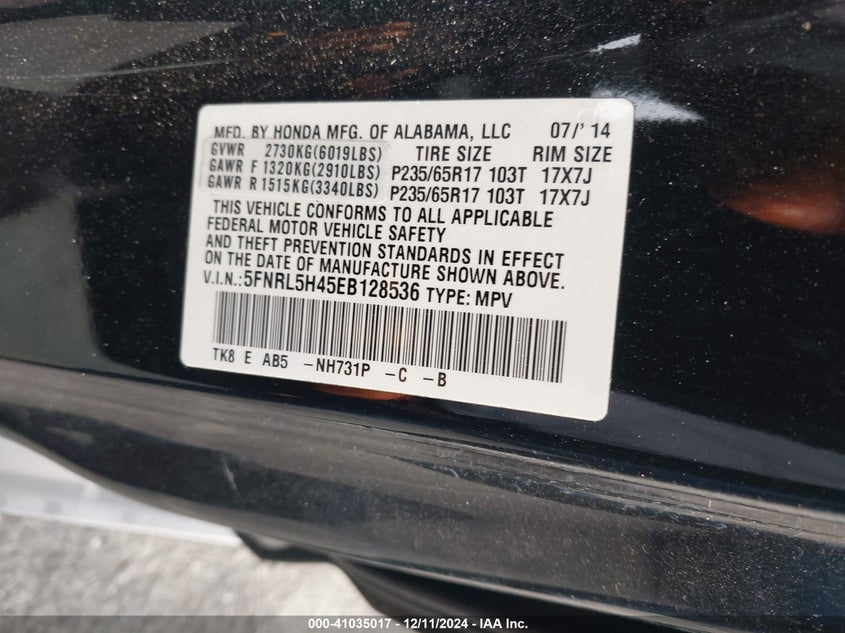 MFD. BY HONDA MFG. OF ALABAMA, LLC 07/'14
GVWR 2730KG(6019LBS) TIRE SIZE RIM SIZE
GAWR F 1320KG(2910LBS) P235/65R17 103T 17X7J
GAWR R 1515KG(3340LBS) P235/65R17 103T 17X7J
THIS VEHICLE CONFORMS TO ALL APPLICABLE
FEDERAL MOTOR VEHICLE SAFETY
AND THEFT PREVENTION STANDARDS IN EFFECT
ON THE DATE OF MANUFACTURE SHOWN ABOVE.
V.I.N.:5FNRL5H45EB128536 TYPE: MPV
TK8 E AB5 -NH731P -C -B
000-41035017 - 12/11/2024 - IAA Inc.